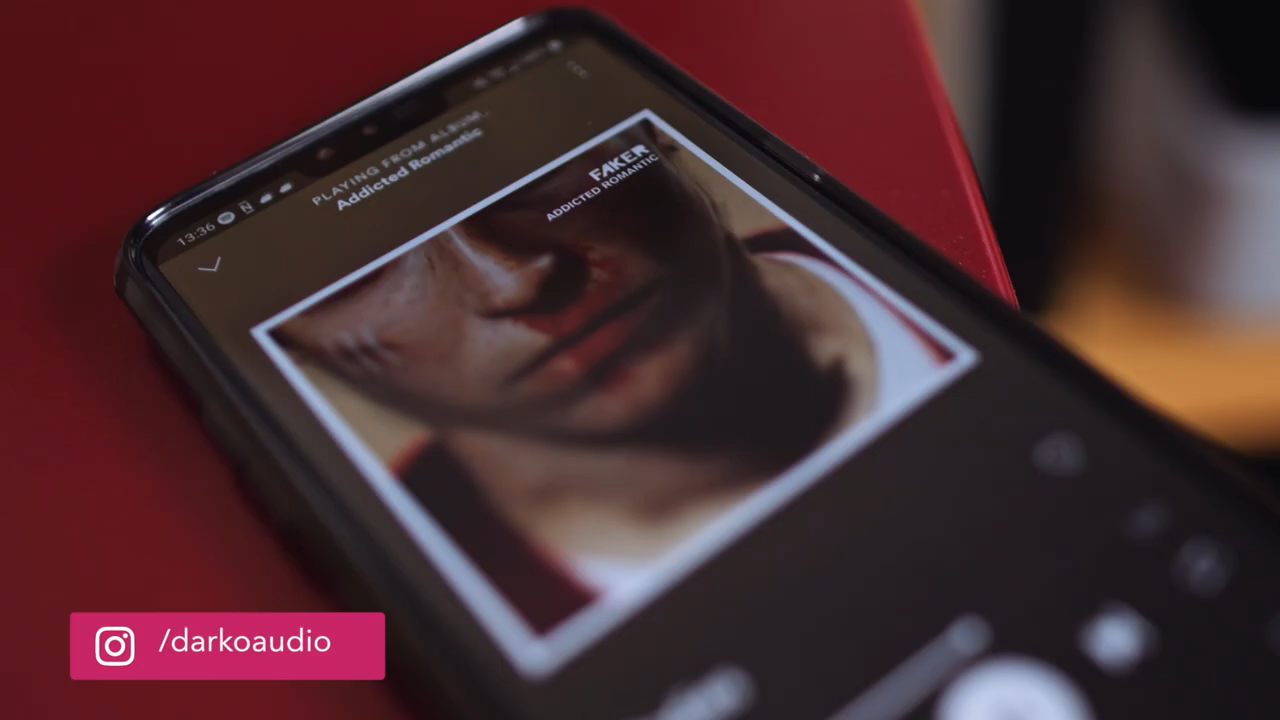 13:36
PLAYING FROM ALBUM
Addicted Romantic
FAKER
ADDICTED ROMANTIC
/darkoaudio